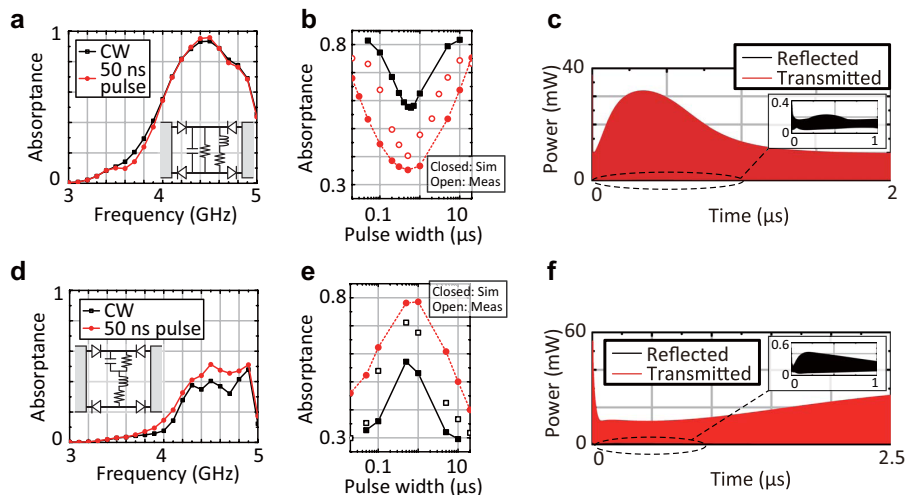 a
1
Absorptance
0
CW
50 ns
pulse
3
4
5
Frequency (GHz)
b
0.8
Absorptance
0.3
Closed: Sim
Open: Meas
0.1
10
Pulse width (µs)
c
40
Power (mW)
0
Reflected
Transmitted
0.4
0
0
1
0
2
Time (µs)
d
1
Absorptance
0
CW
50 ns pulse
3
4
5
Frequency (GHz)
e
0.8
Absorptance
0.3
Closed: Sim
Open: Meas
0.1
10
Pulse width (µs)
f
60
Power (mW)
0
Reflected
Transmitted
0.6
0
0
1
0
2.5
Time (µs)